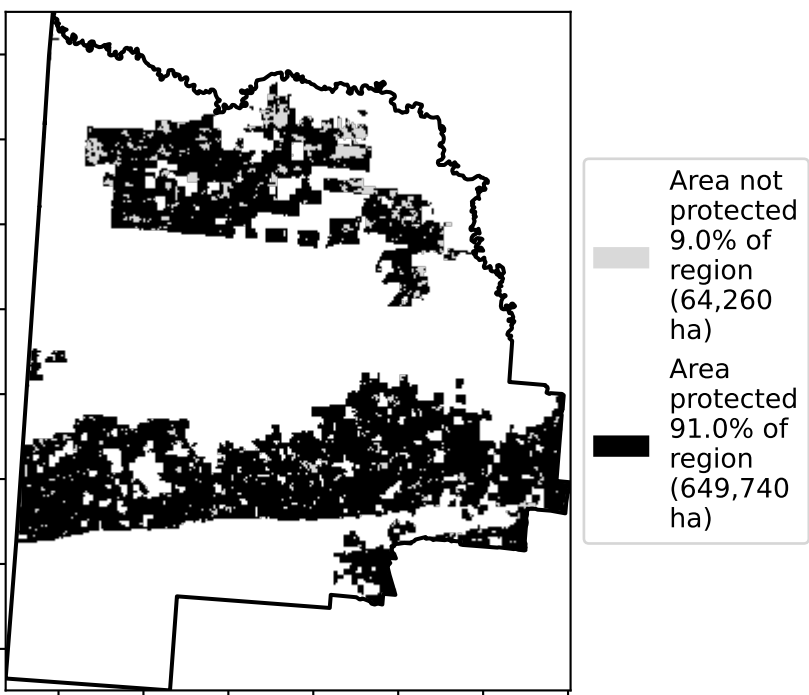 Area not
protected
9.0% of
region
(64,260
ha)
Area
protected
91.0% of
region
(649,740
ha)